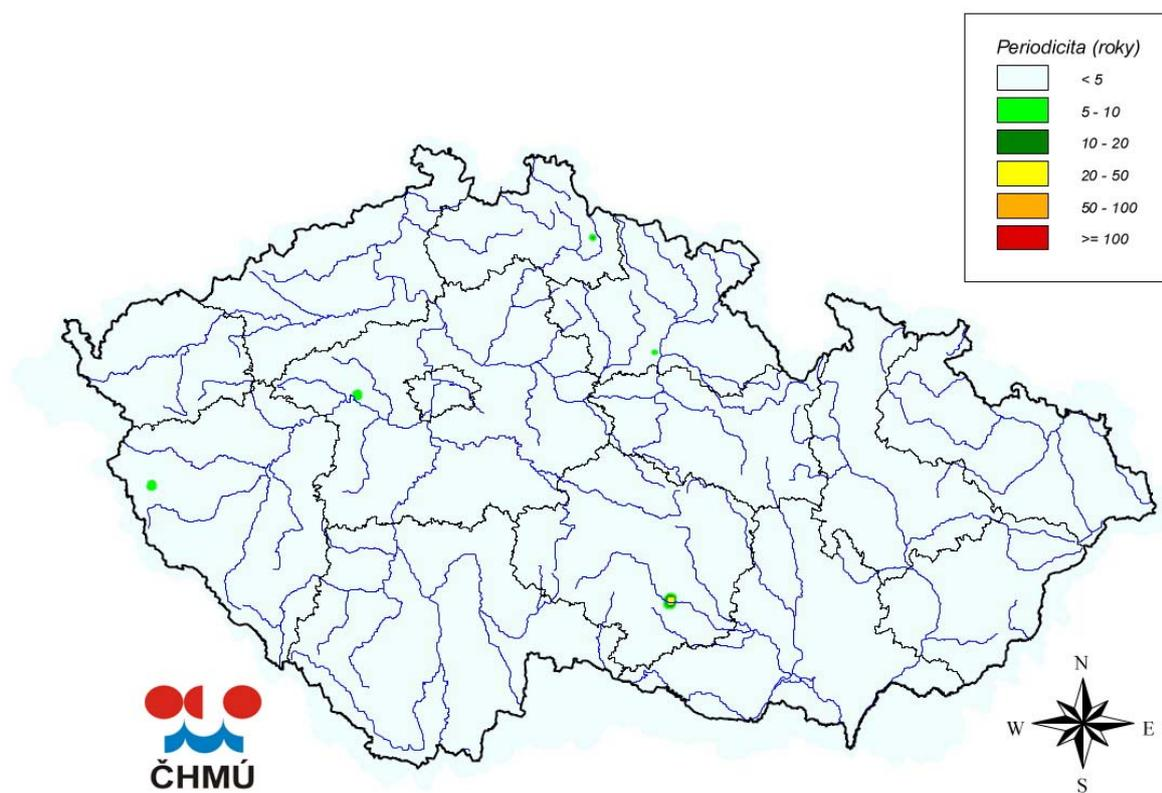 Periodicita (roky)
< 5
5 - 10
10 - 20
20 - 50
50 - 100
>= 100
N
W E
S
ČHMÚ